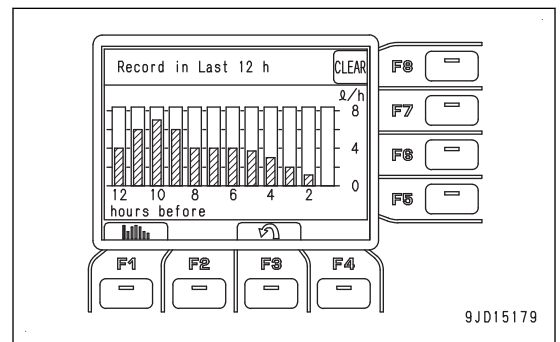 Record in Last 12 h
CLEAR
ℓ/h
8
4
0
12 10 8 6 4 2
hours before
F8
F7
F6
F5
F1 F2 F3 F4
9JD15179